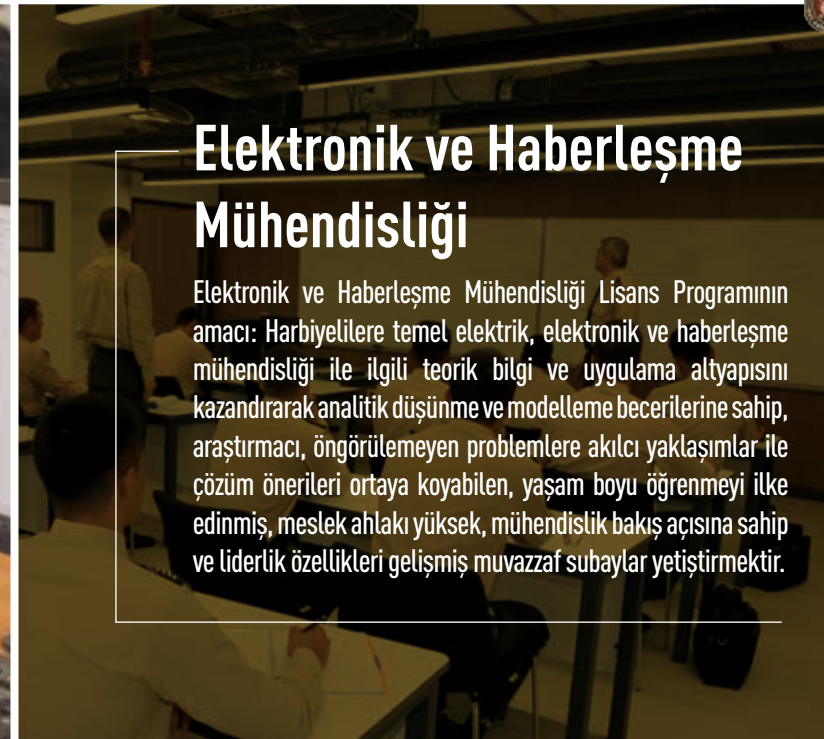 Elektronik ve Haberleşme
Mühendisliği
Elektronik ve Haberleşme Mühendisliği Lisans Programının
amacı: Harbiyelilere temel elektrik, elektronik ve haberleşme
mühendisliği ile ilgili teorik bilgi ve uygulama altyapısını
kazandırarak analitik düşünme ve modelleme becerilerine sahip,
araştırmacı, öngörülemeyen problemlere akılcı yaklaşımlar ile
çözüm önerileri ortaya koyabilen, yaşam boyu öğrenmeyi ilke
edinmiş, meslek ahlakı yüksek, mühendislik bakış açısına sahip
ve liderlik özellikleri gelişmiş muvazzaf subaylar yetiştirmektir.